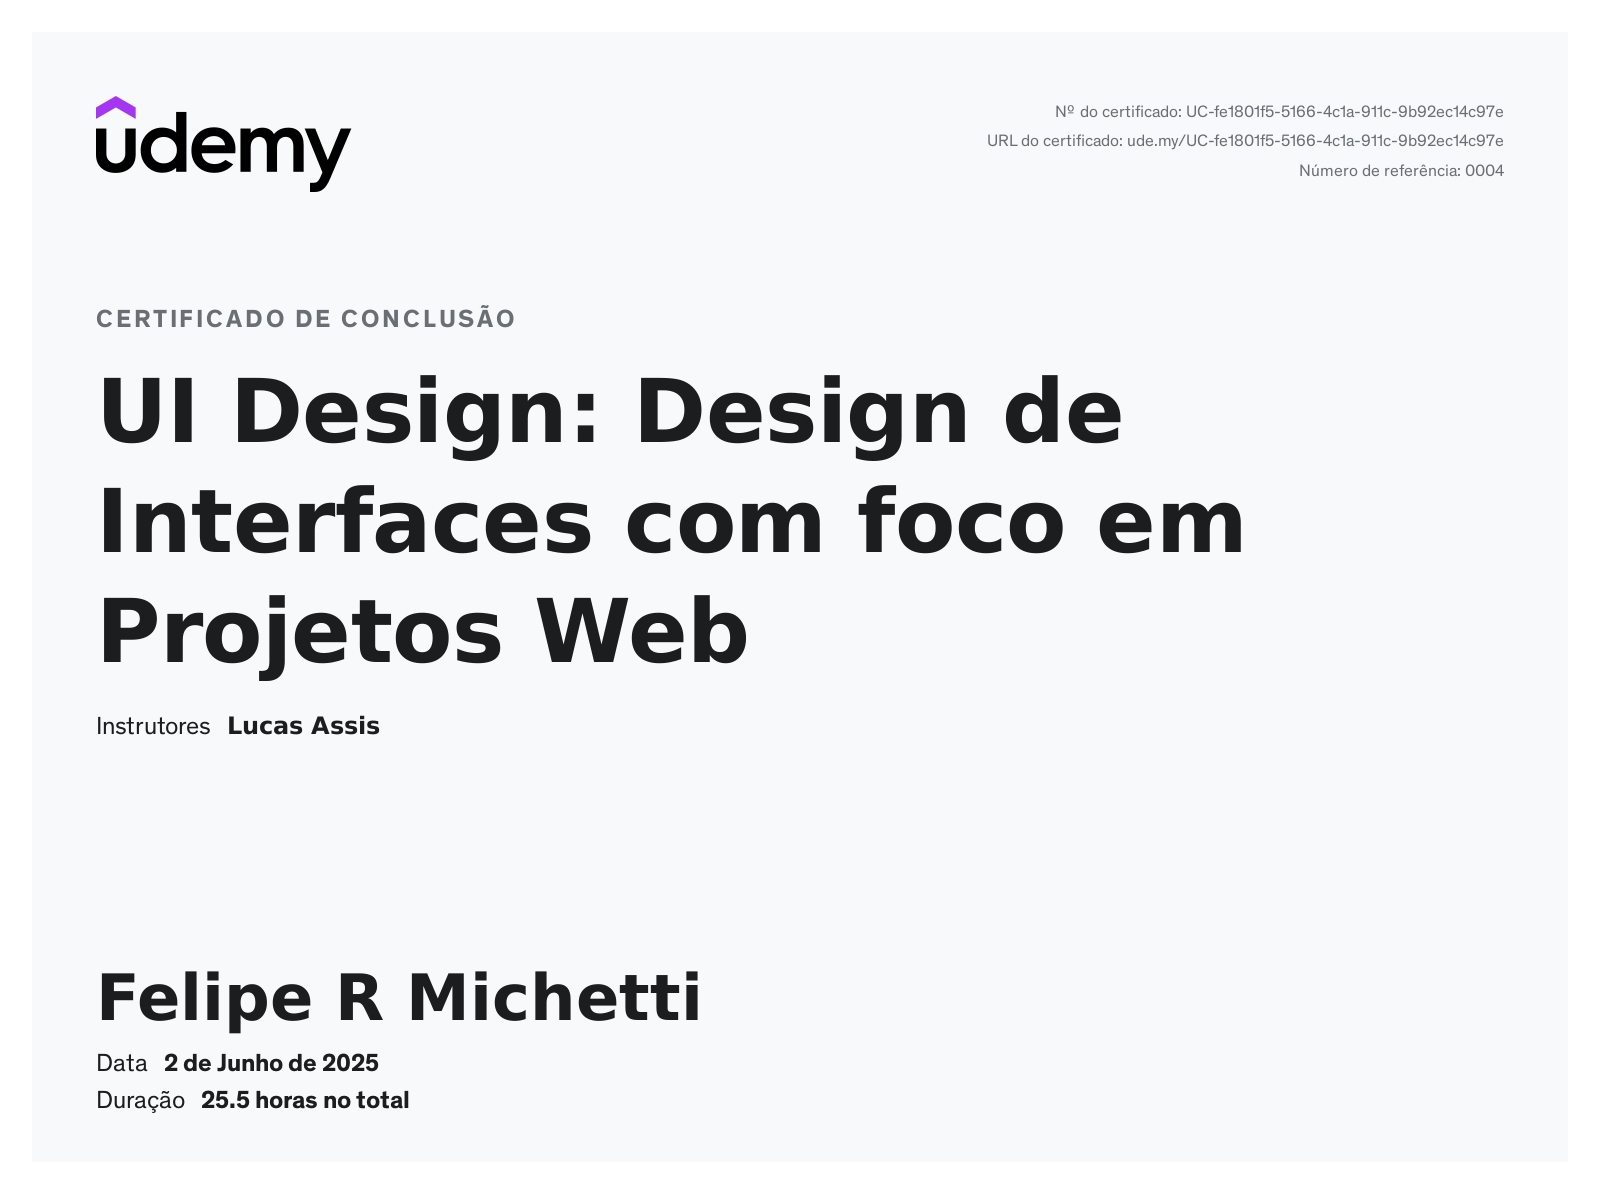 udemy
Nº do certificado: UC-fe1801f5-5166-4c1a-911c-9b92ec14c97e
URL do certificado: ude.my/UC-fe1801f5-5166-4c1a-911c-9b92ec14c97e
Número de referência: 0004
CERTIFICADO DE CONCLUSÃO
UI Design: Design de
Interfaces com foco em
Projetos Web
Instrutores Lucas Assis
Felipe R Michetti
Data 2 de Junho de 2025
Duração 25.5 horas no total